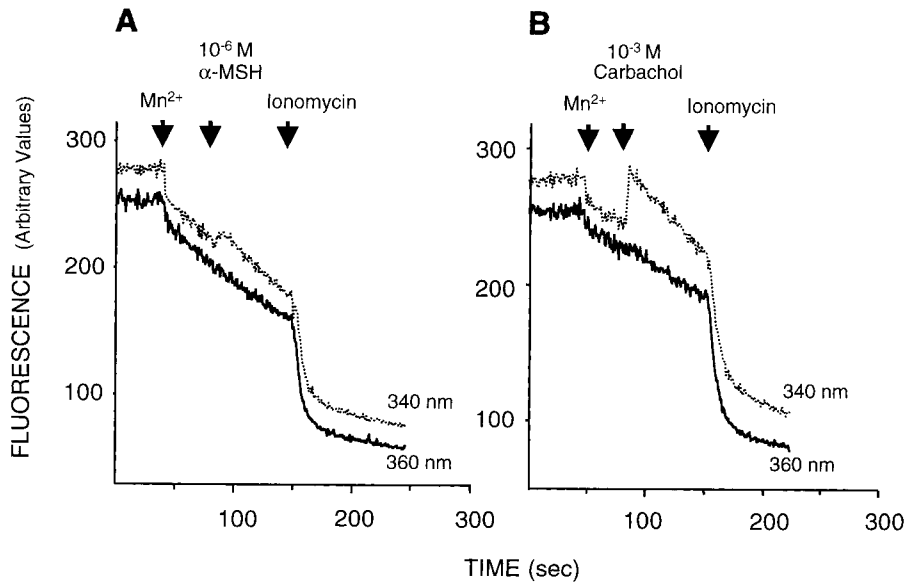 A
10⁻⁶ M
α-MSH
Mn²⁺
Ionomycin
300
200
100
340 nm
360 nm
100
200
300
B
10⁻³ M
Carbachol
Mn²⁺
Ionomycin
300
200
100
340 nm
360 nm
100
200
300
FLUORESCENCE (Arbitrary Values)
TIME (sec)